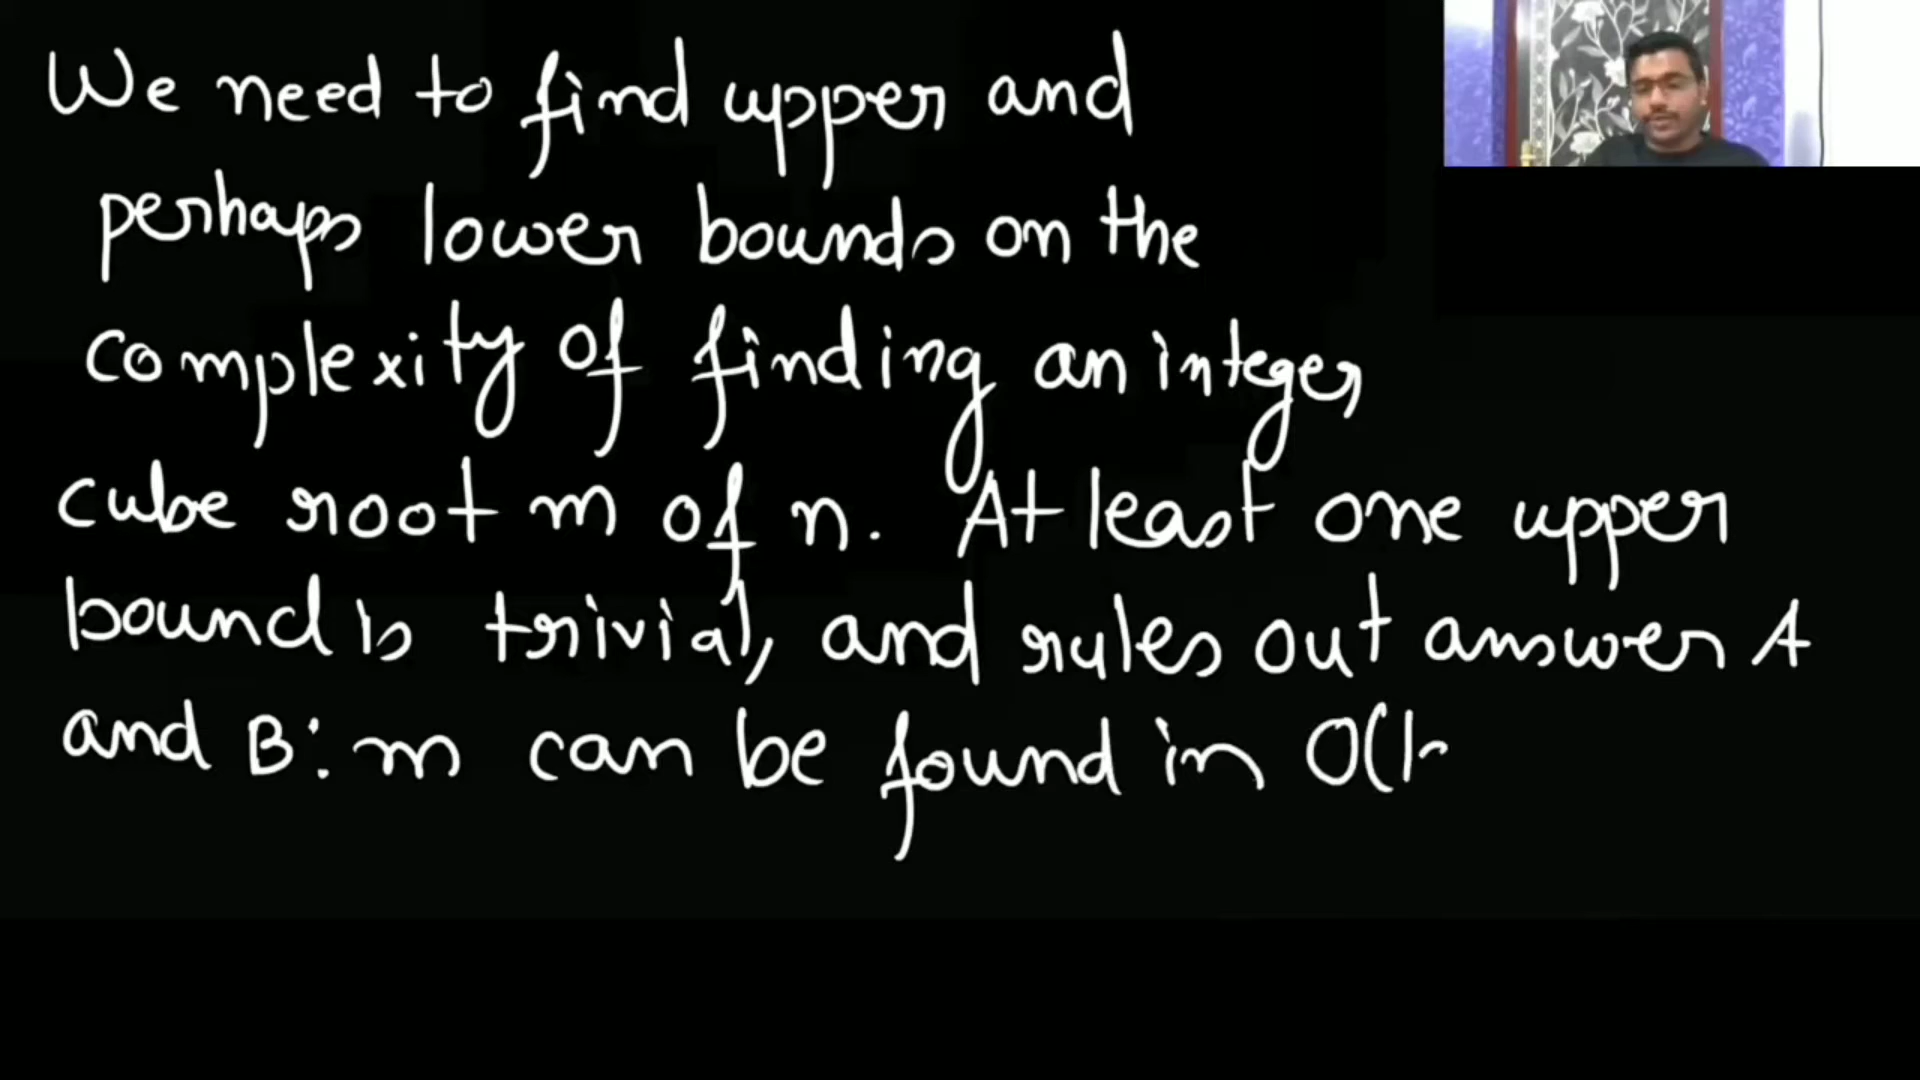 We need to find upper and
perhaps lower bounds on the
complexity of finding an integer
cube root m of n. At least one upper
bound is trivial, and rules out answer A
and B: m can be found in O(